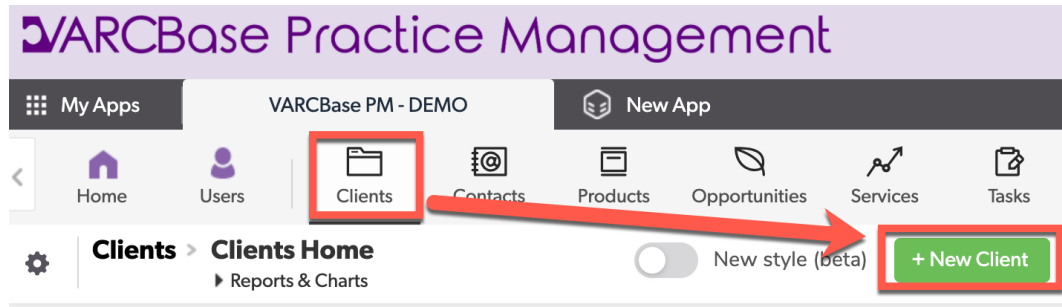 VARCBase Practice Management
My Apps VARCBase PM - DEMO New App
Home Users Clients Contacts Products Opportunities Services Tasks
Clients > Clients Home New style (beta) + New Client
Reports & Charts